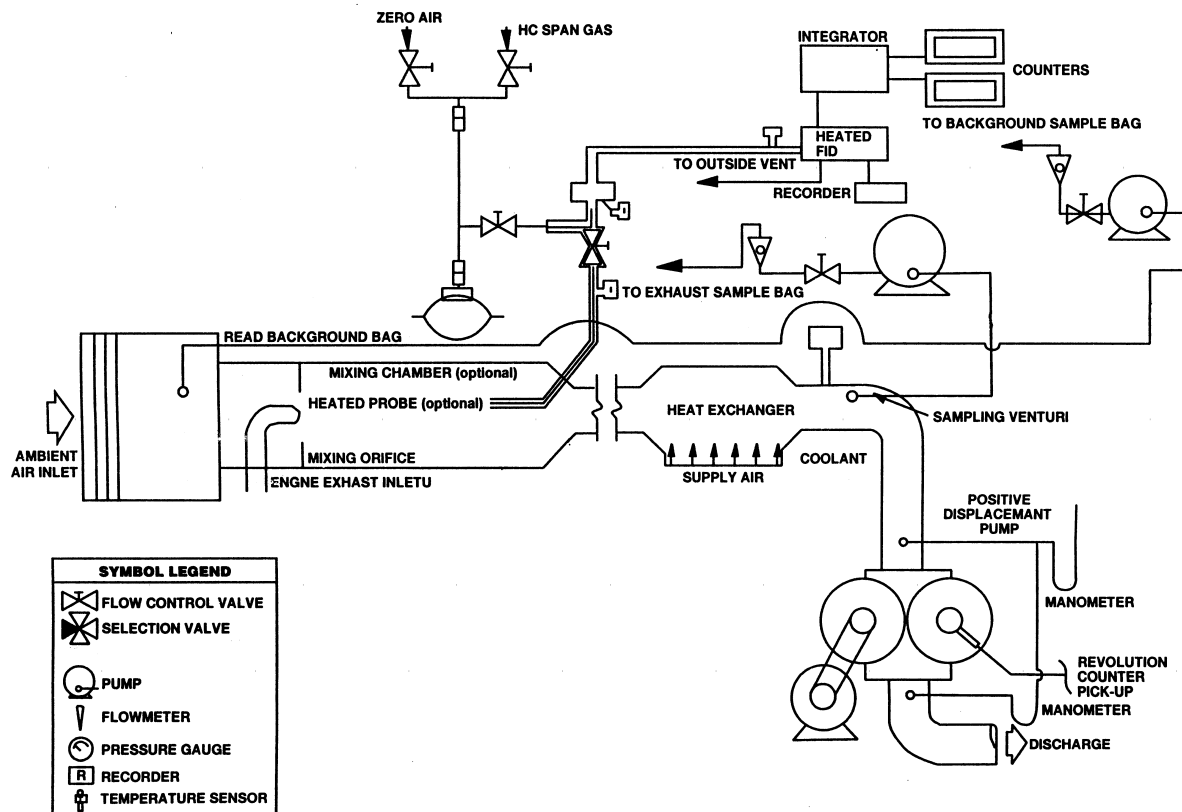 ZERO AIR
HC SPAN GAS
INTEGRATOR
COUNTERS
TO BACKGROUND SAMPLE BAG
HEATED
FID
TO OUTSIDE VENT
RECORDER
TO EXHAUST SAMPLE BAG
READ BACKGROUND BAG
MIXING CHAMBER (optional)
HEATED PROBE (optional)
HEAT EXCHANGER
SAMPLING VENTURI
AMBIENT
AIR INLET
MIXING ORIFICE
ENGNE EXHAST INLETU
COOLANT
SUPPLY AIR
POSITIVE
DISPLACEMANT
PUMP
MANOMETER
REVOLUTION
COUNTER
PICK-UP
MANOMETER
DISCHARGE
SYMBOL LEGEND
FLOW CONTROL VALVE
SELECTION VALVE
PUMP
FLOWMETER
PRESSURE GAUGE
R RECORDER
TEMPERATURE SENSOR